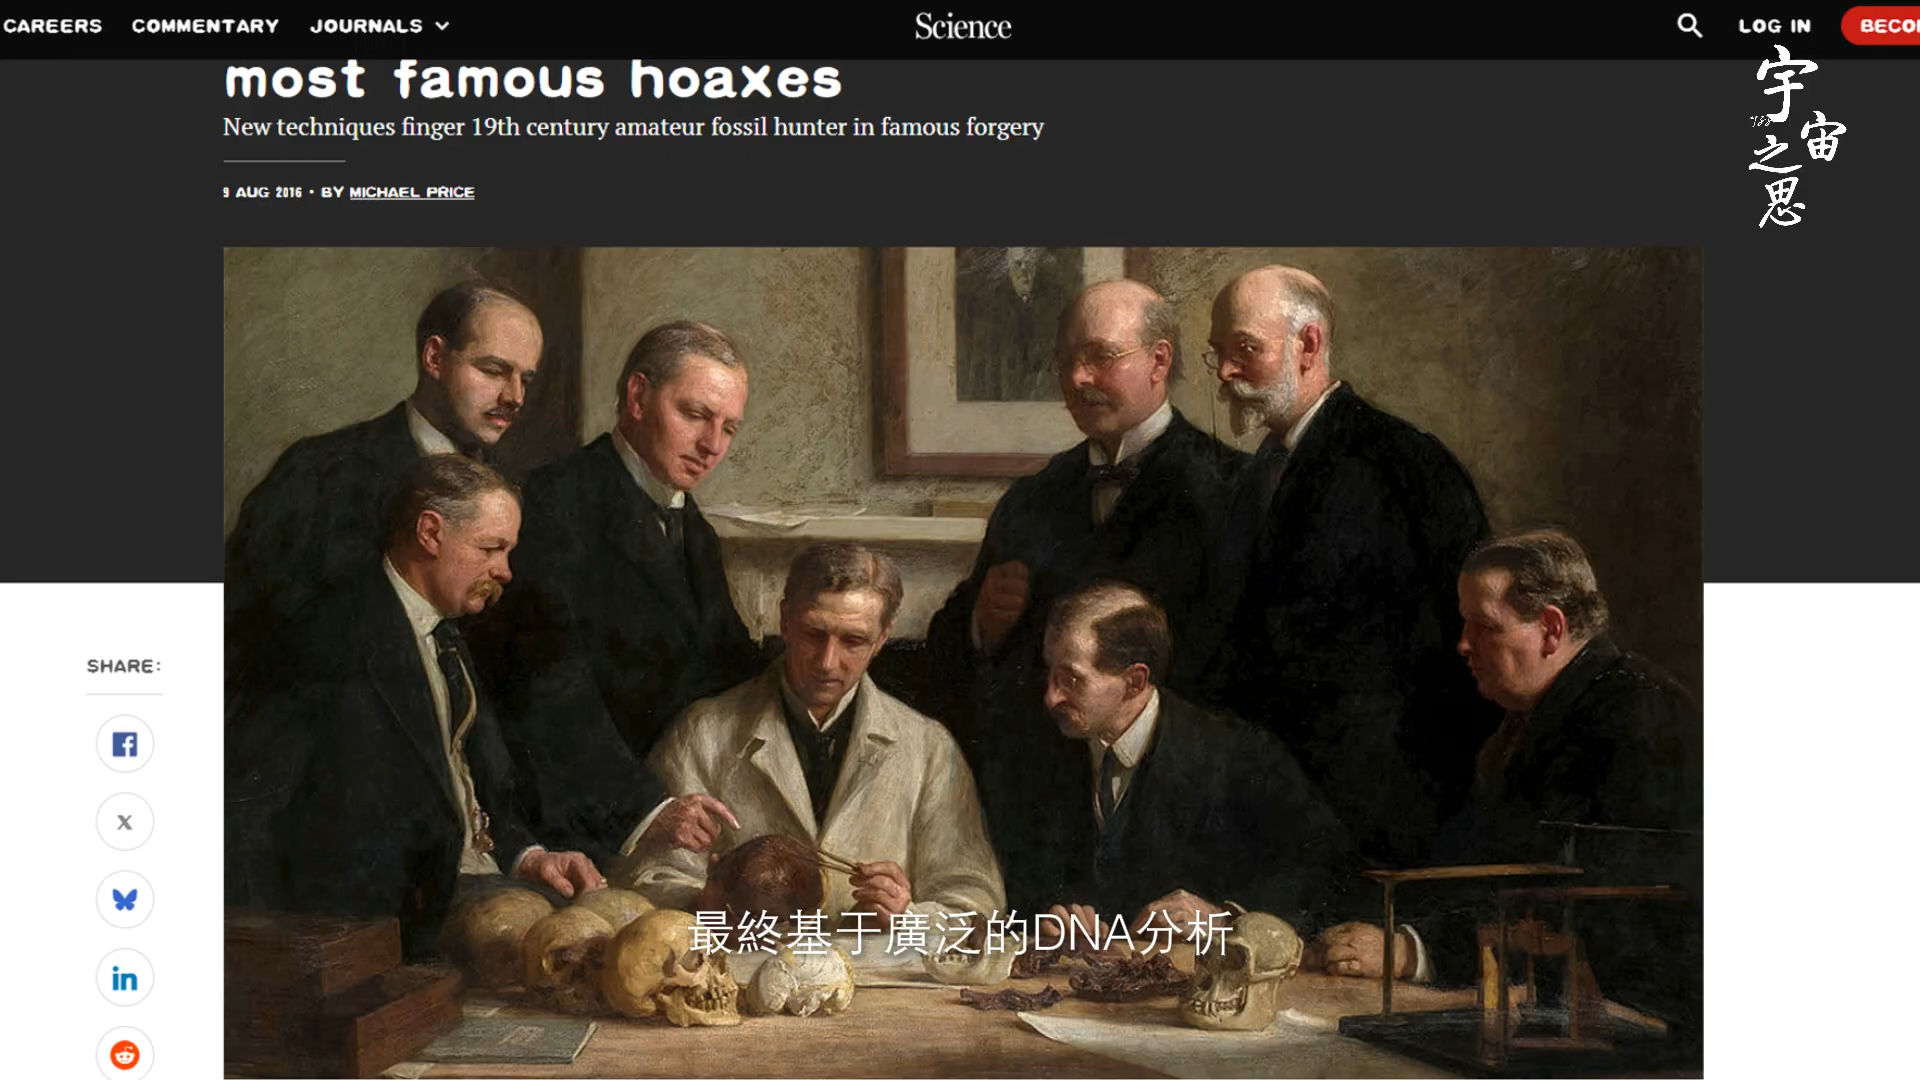 CAREERS COMMENTARY JOURNALS Science LOG IN BECO
most famous hoaxes
New techniques finger 19th century amateur fossil hunter in famous forgery
9 AUG 2016 • BY MICHAEL PRICE
宇宙之思
SHARE:
最終基于廣泛的DNA分析